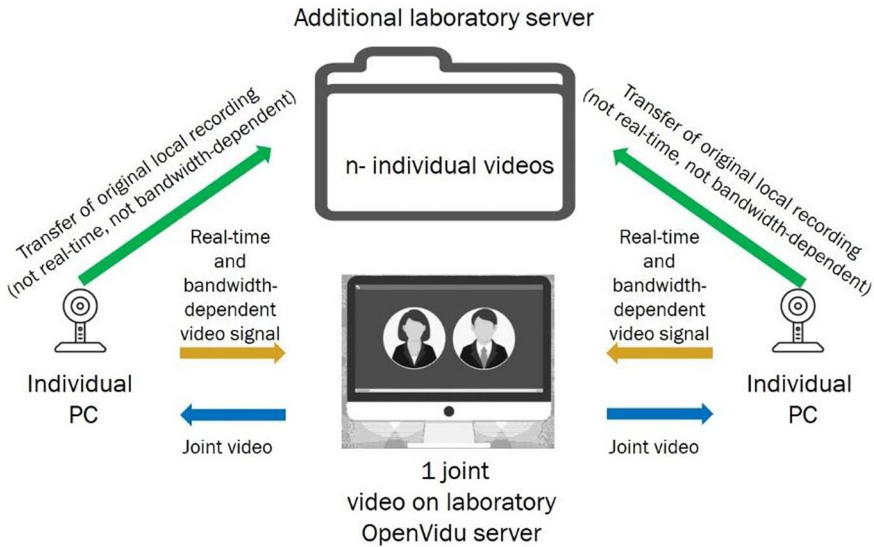 Additional laboratory server
Transfer of original local recording
(not real-time, not bandwidth-dependent)
n- individual videos
Transfer of original local recording
(not real-time, not bandwidth-dependent)
Real-time
and
bandwidth-
dependent
video signal
Real-time
and
bandwidth-
dependent
video signal
Individual
PC
Individual
PC
Joint video
Joint video
1 joint
video on laboratory
OpenVidu server